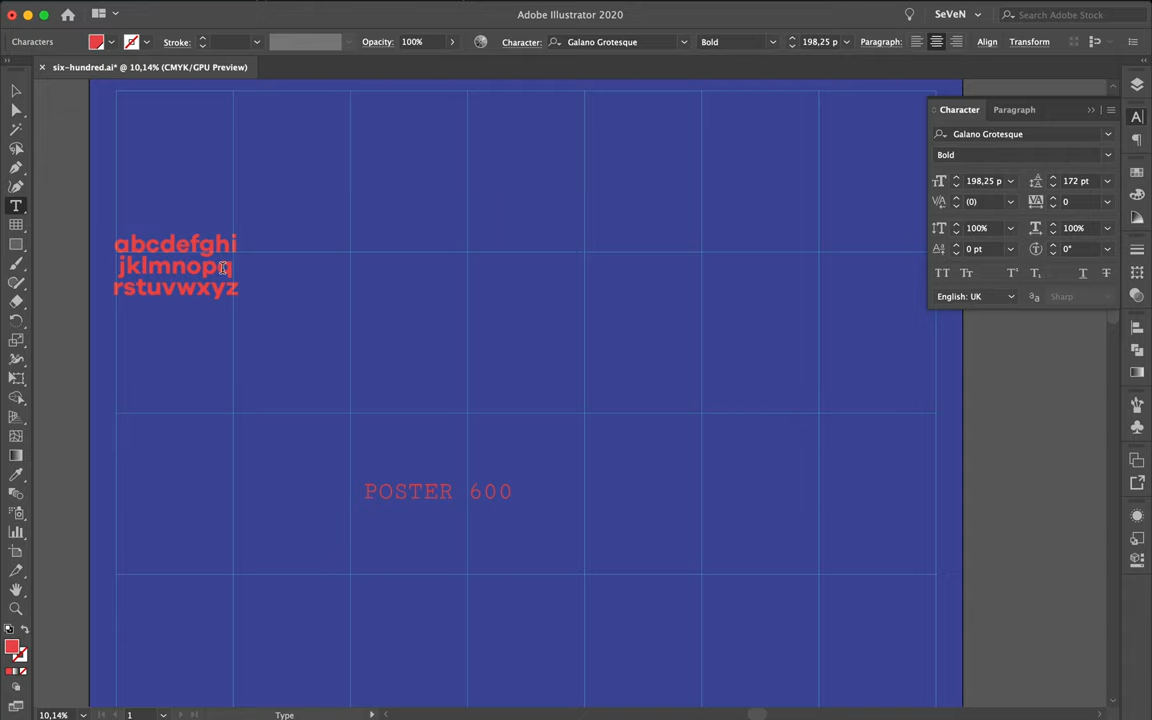 Adobe Illustrator 2020
SeVeN
Search Adobe Stock
Characters
Stroke:
Opacity:
100%
Character:
Galano Grotesque
Bold
198,25 p
Paragraph:
Align
Transform
six-hundred.ai* @ 10,14% (CMYK/GPU Preview)
Character
Paragraph
Galano Grotesque
Bold
198,25 p
172 pt
(0)
0
100%
100%
0 pt
0°
English: UK
Sharp
abcdefghi
jklmnopq
rstuvwxyz
POSTER 600
10,14%
1
Type